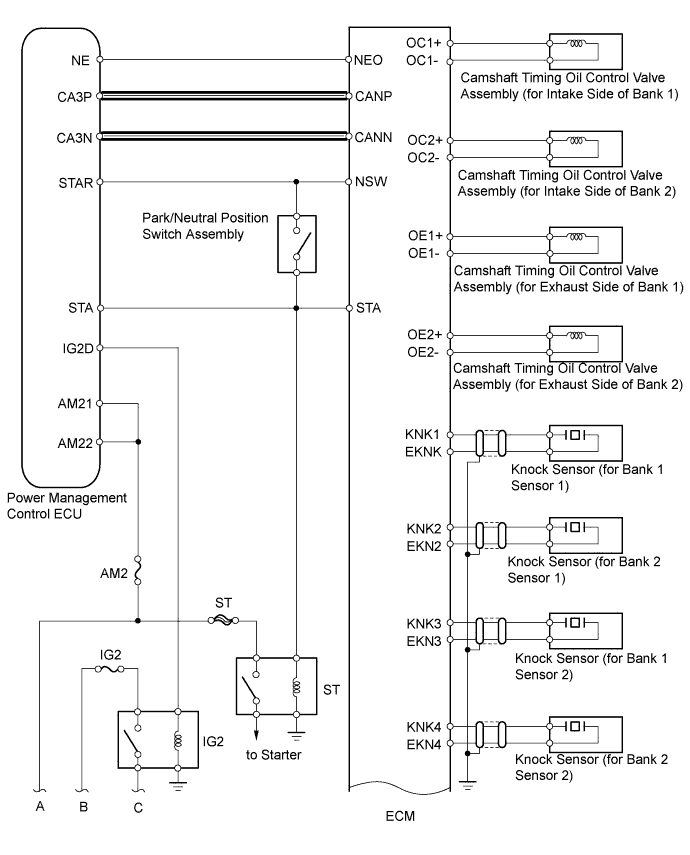 NE
NEO
CA3P
CANP
CA3N
CANN
STAR
NSW
Park/Neutral Position
Switch Assembly
STA
STA
IG2D
AM21
AM22
Power Management
Control ECU
AM2
ST
IG2
ST
IG2
to Starter
A
B
C
ECM
OC1+
OC1-
Camshaft Timing Oil Control Valve
Assembly (for Intake Side of Bank 1)
OC2+
OC2-
Camshaft Timing Oil Control Valve
Assembly (for Intake Side of Bank 2)
OE1+
OE1-
Camshaft Timing Oil Control Valve
Assembly (for Exhaust Side of Bank 1)
OE2+
OE2-
Camshaft Timing Oil Control Valve
Assembly (for Exhaust Side of Bank 2)
KNK1
EKNK
Knock Sensor (for Bank 1
Sensor 1)
KNK2
EKN2
Knock Sensor (for Bank 2
Sensor 1)
KNK3
EKN3
Knock Sensor (for Bank 1
Sensor 2)
KNK4
EKN4
Knock Sensor (for Bank 2
Sensor 2)